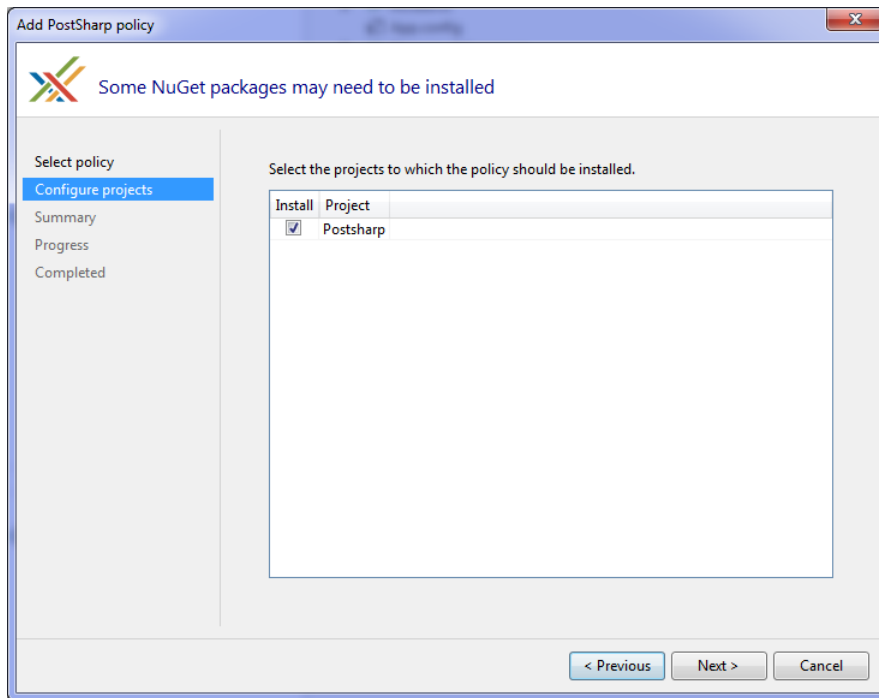 Add PostSharp policy
Some NuGet packages may need to be installed
Select policy
Configure projects
Summary
Progress
Completed
Select the projects to which the policy should be installed.
Install Project
Postsharp
< Previous Next > Cancel